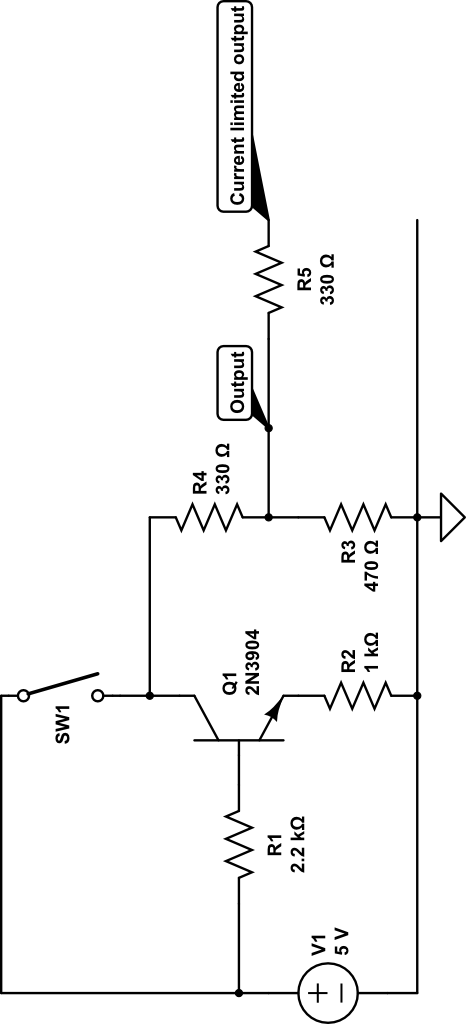 V1
5 V
R1
2.2 kΩ
SW1
Q1
2N3904
R2
1 kΩ
R4
330 Ω
R3
470 Ω
Output
R5
330 Ω
Current limited output